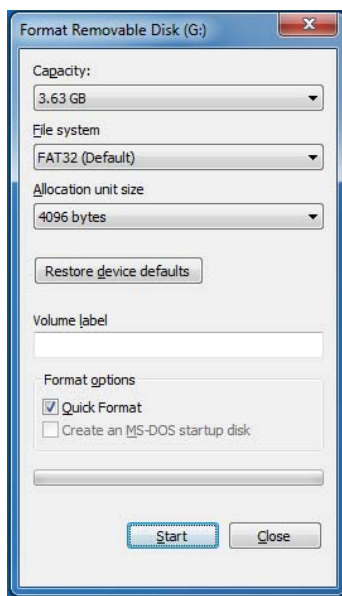 Format Removable Disk (G:)
Capacity:
3.63 GB
File system
FAT32 (Default)
Allocation unit size
4096 bytes
Restore device defaults
Volume label
Format options
Quick Format
Create an MS-DOS startup disk
Start
Close